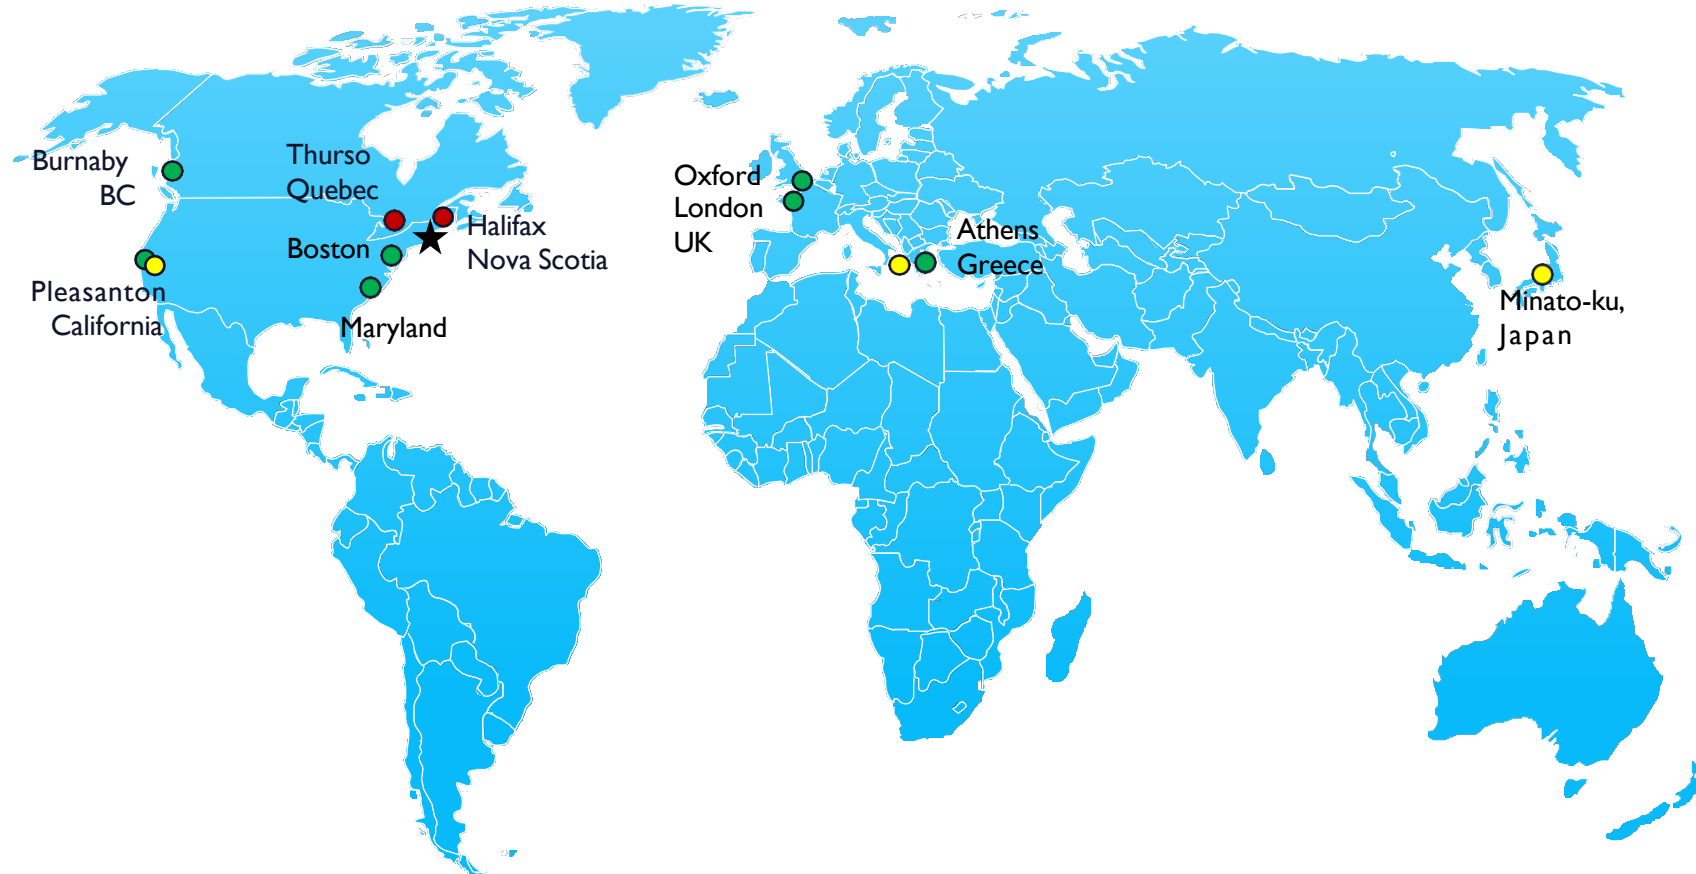 Burnaby
BC
Thurso
Quebec
Halifax
Nova Scotia
Boston
Pleasanton
California
Maryland
Oxford
London
UK
Athens
Greece
Minato-ku,
Japan